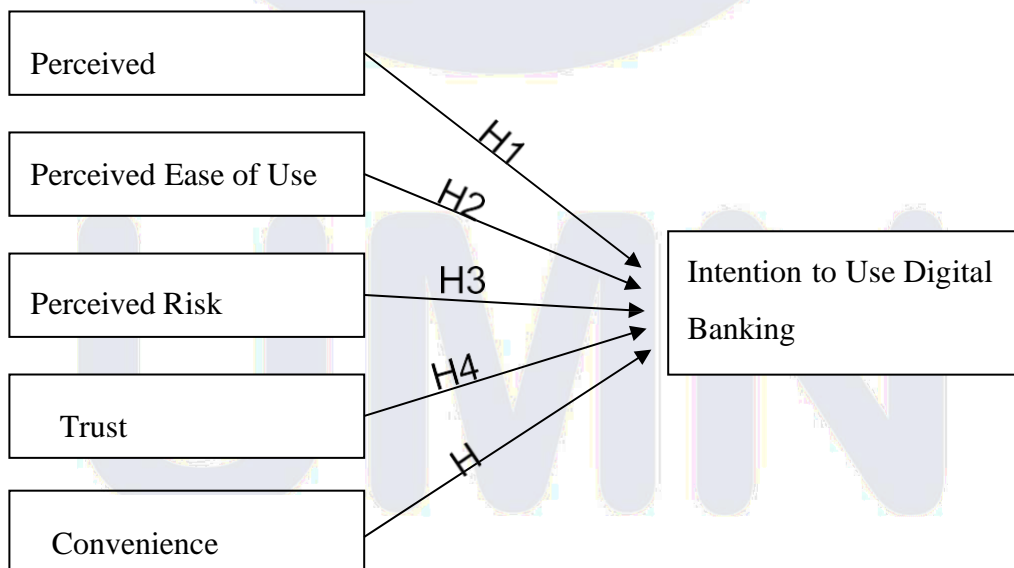 Perceived
H1
Perceived Ease of Use
H2
Perceived Risk
H3
Intention to Use Digital
Banking
Trust
H4
Convenience
H
UMN